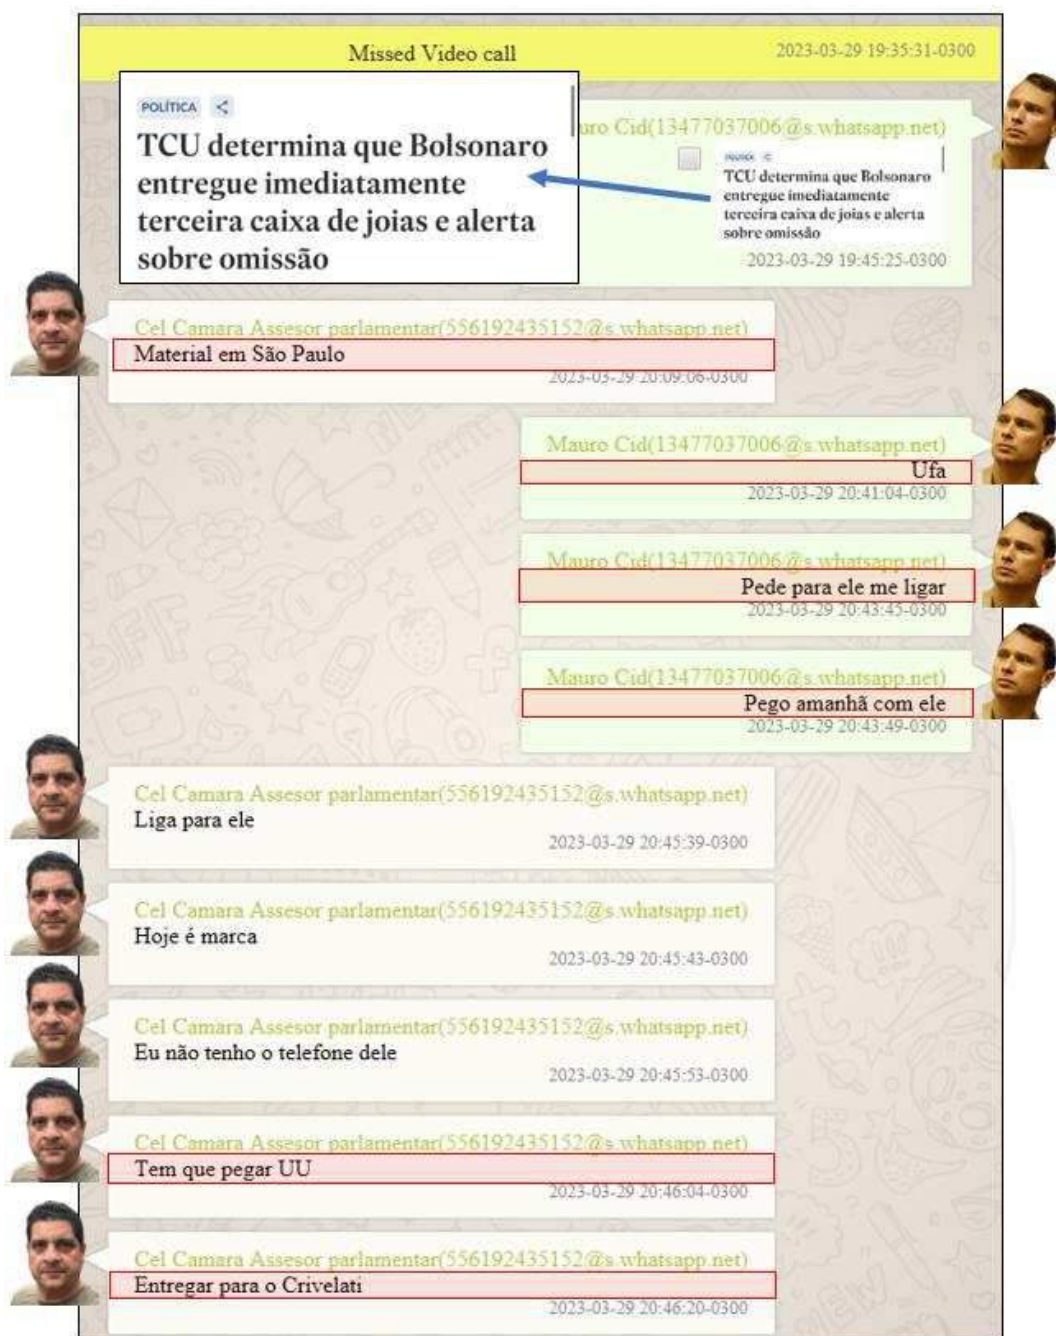 Missed Video call
2023-03-29 19:35:31-0300
POLÍTICA
TCU determina que Bolsonaro
entregue imediatamente
terceira caixa de joias e alerta
sobre omissão
uro Cid(13477037006@s.whatsapp.net)
POLÍTICA
TCU determina que Bolsonaro
entregue imediatamente
terceira caixa de joias e alerta
sobre omissão
2023-03-29 19:45:25-0300
Cel Camara Assesor parlamentar(556192435152@s.whatsapp.net)
Material em São Paulo
2023-03-29 20:09:06-0300
Mauro Cid(13477037006@s.whatsapp.net)
Ufa
2023-03-29 20:41:04-0300
Mauro Cid(13477037006@s.whatsapp.net)
Pede para ele me ligar
2023-03-29 20:43:45-0300
Mauro Cid(13477037006@s.whatsapp.net)
Pego amanhã com ele
2023-03-29 20:43:49-0300
Cel Camara Assesor parlamentar(556192435152@s.whatsapp.net)
Liga para ele
2023-03-29 20:45:39-0300
Cel Camara Assesor parlamentar(556192435152@s.whatsapp.net)
Hoje é marca
2023-03-29 20:45:43-0300
Cel Camara Assesor parlamentar(556192435152@s.whatsapp.net)
Eu não tenho o telefone dele
2023-03-29 20:45:53-0300
Cel Camara Assesor parlamentar(556192435152@s.whatsapp.net)
Tem que pegar UU
2023-03-29 20:46:04-0300
Cel Camara Assesor parlamentar(556192435152@s.whatsapp.net)
Entregar para o Crivelati
2023-03-29 20:46:20-0300